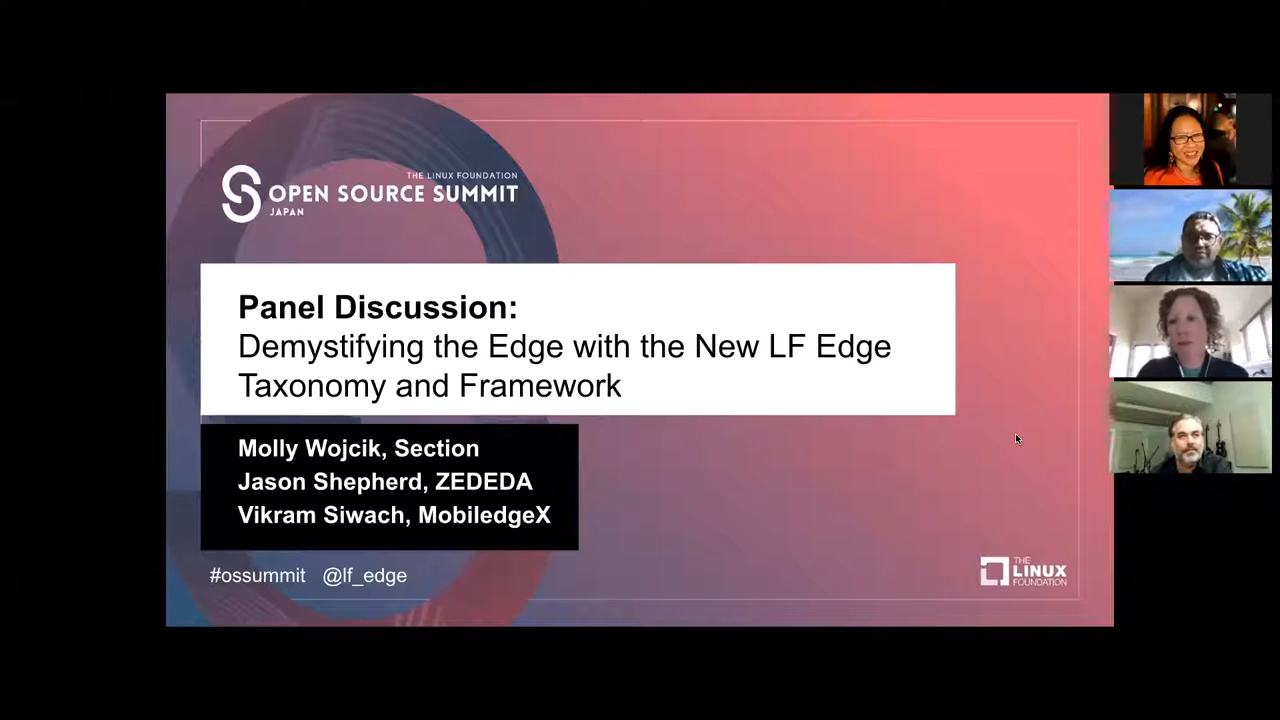 THE LINUX FOUNDATION
OPEN SOURCE SUMMIT
JAPAN
Panel Discussion:
Demystifying the Edge with the New LF Edge
Taxonomy and Framework
Molly Wojcik, Section
Jason Shepherd, ZEDEDA
Vikram Siwach, MobiledgeX
#ossummit @lf_edge
THE
LINUX
FOUNDATION